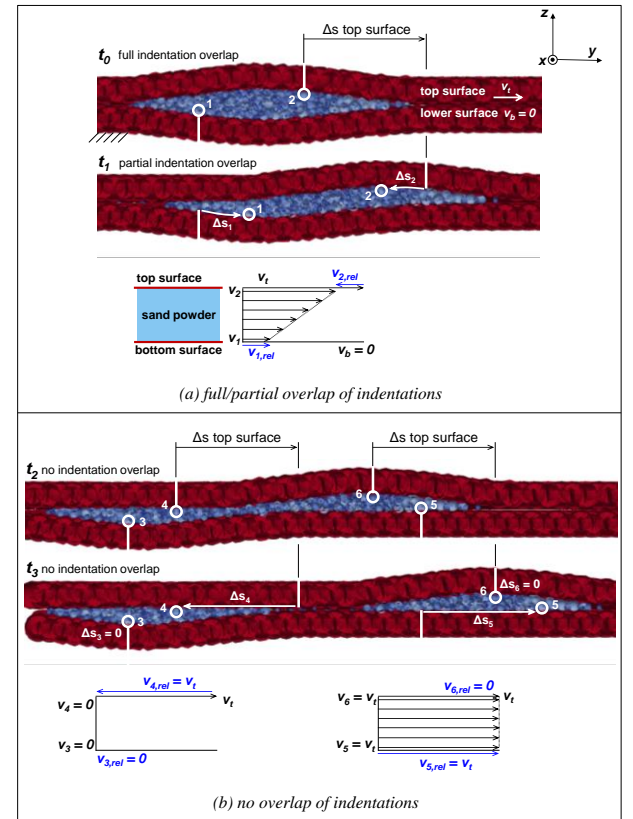 Δs top surface
z
y
x
t0 full indentation overlap
1
2
top surface vt
lower surface vb = 0
t1 partial indentation overlap
Δs2
2
1
Δs1
top surface
vt
v2,rel
v2
sand powder
v1
bottom surface
v1,rel
vb = 0
(a) full/partial overlap of indentations
Δs top surface
Δs top surface
t2 no indentation overlap
4
6
3
5
t3 no indentation overlap
Δs4
Δs6 = 0
4
6
5
Δs3 = 0
3
Δs5
v4,rel = vt
v4 = 0
vt
v3 = 0
v3,rel = 0
v6,rel = 0
v6 = vt
vt
v5 = vt
v5,rel = vt
(b) no overlap of indentations